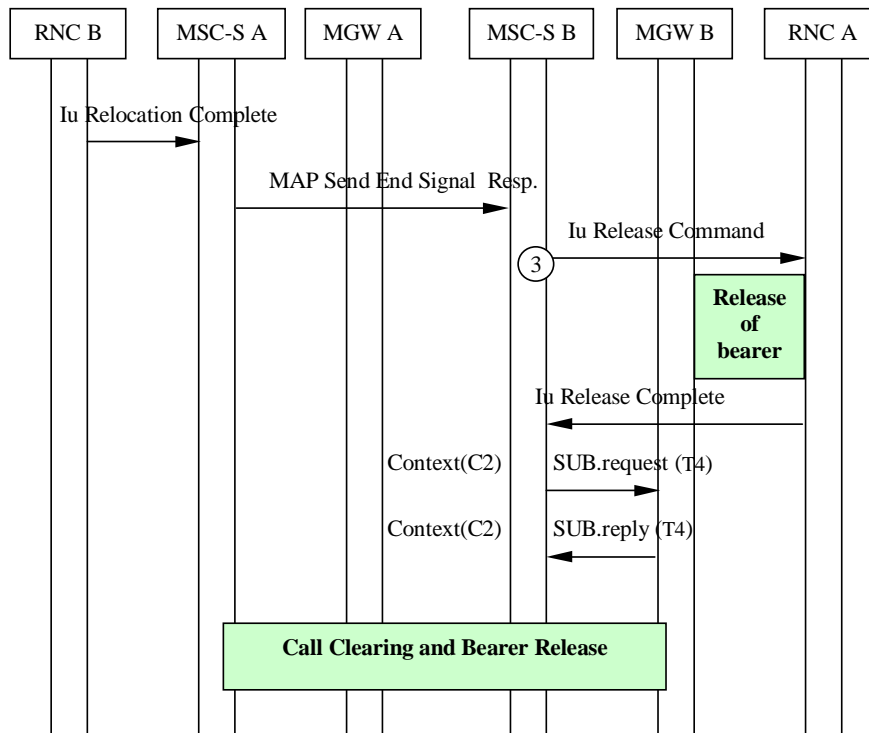 RNC B MSC-S A MGW A MSC-S B MGW B RNC A
Iu Relocation Complete
MAP Send End Signal Resp.
Iu Release Command
3
Release
of
bearer
Iu Release Complete
Context(C2) SUB.request (T4)
Context(C2) SUB.reply (T4)
Call Clearing and Bearer Release